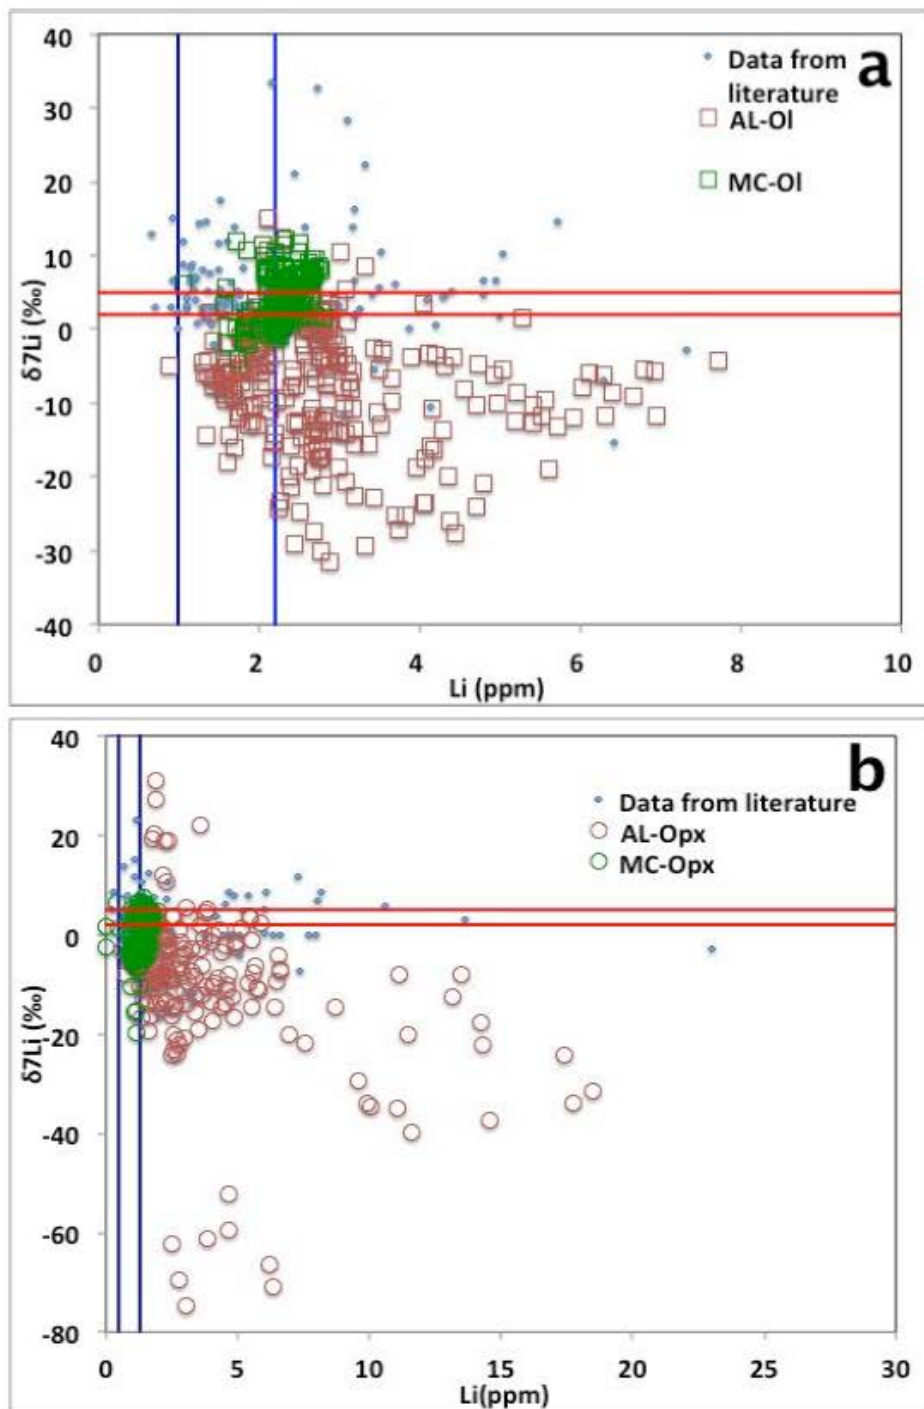 a
40
30
20
10
0
-10
-20
-30
-40
δ7Li (‰)
Data from
literature
AL-Ol
MC-Ol
0 2 4 6 8 10
Li (ppm)
b
40
20
0
-20
-40
-60
-80
δ7Li (‰)
Data from literature
AL-Opx
MC-Opx
0 5 10 15 20 25 30
Li(ppm)